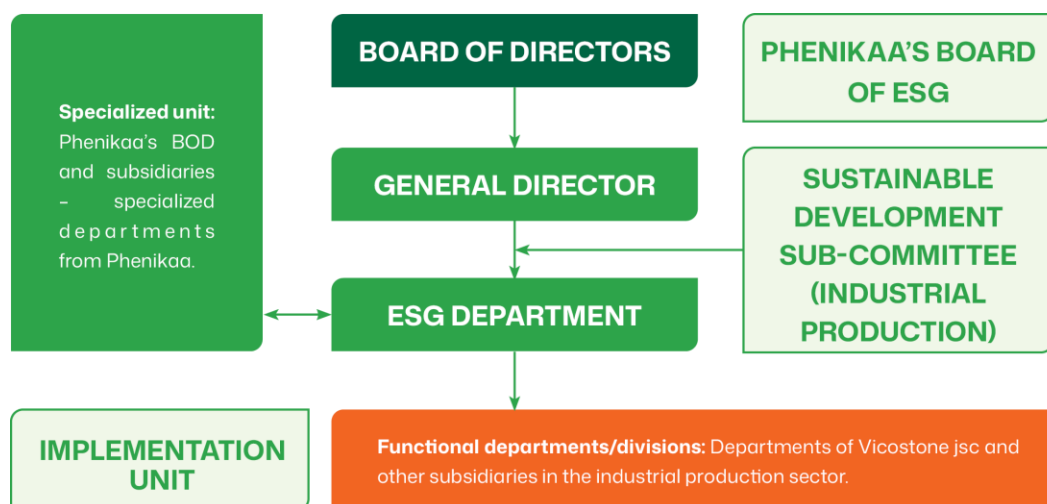 BOARD OF DIRECTORS
PHENIKAA'S BOARD
OF ESG
Specialized unit:
Phenikaa's BOD
and subsidiaries
– specialized
departments
from Phenikaa.
GENERAL DIRECTOR
SUSTAINABLE
DEVELOPMENT
SUB-COMMITTEE
(INDUSTRIAL
PRODUCTION)
ESG DEPARTMENT
IMPLEMENTATION
UNIT
Functional departments/divisions: Departments of Vicostone jsc and
other subsidiaries in the industrial production sector.